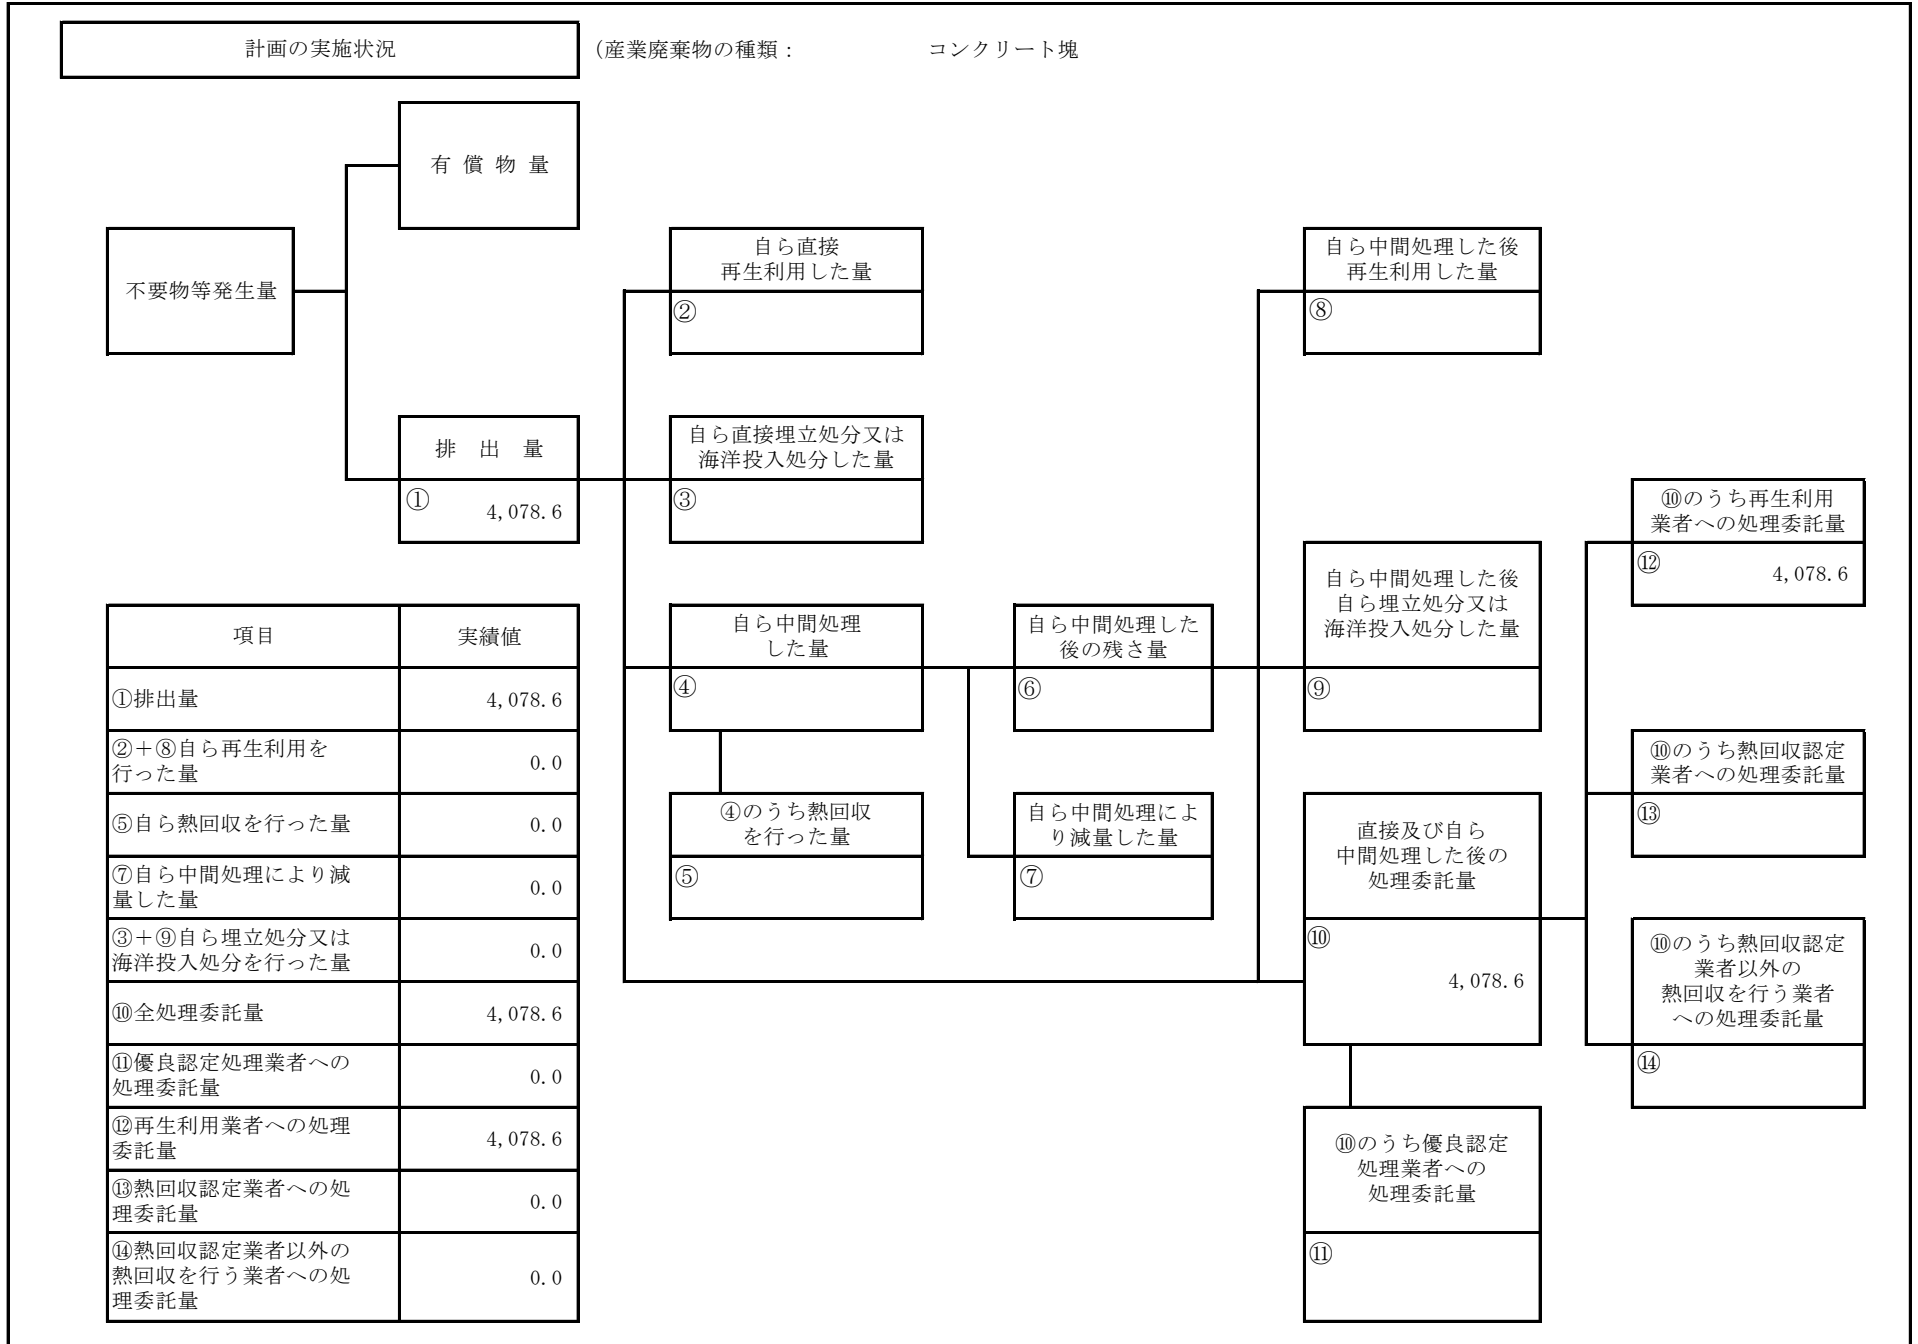 計画の実施状況
（産業廃棄物の種類： コンクリート塊
有 償 物 量
不要物等発生量
排 出 量
① 4,078.6
自ら直接
再生利用した量
②
自ら直接埋立処分又は
海洋投入処分した量
③
自ら中間処理
した量
④
④のうち熱回収
を行った量
⑤
自ら中間処理した
後の残さ量
⑥
自ら中間処理によ
り減量した量
⑦
自ら中間処理した後
再生利用した量
⑧
自ら中間処理した後
自ら埋立処分又は
海洋投入処分した量
⑨
直接及び自ら
中間処理した後の
処理委託量
⑩
4,078.6
⑩のうち優良認定
処理業者への
処理委託量
⑪
⑩のうち再生利用
業者への処理委託量
⑫ 4,078.6
⑩のうち熱回収認定
業者への処理委託量
⑬
⑩のうち熱回収認定
業者以外の
熱回収を行う業者
への処理委託量
⑭
項目 実績値
①排出量 4,078.6
②＋⑧自ら再生利用を
行った量 0.0
⑤自ら熱回収を行った量 0.0
⑦自ら中間処理により減
量した量 0.0
③＋⑨自ら埋立処分又は
海洋投入処分を行った量 0.0
⑩全処理委託量 4,078.6
⑪優良認定処理業者への
処理委託量 0.0
⑫再生利用業者への処理
委託量 4,078.6
⑬熱回収認定業者への処
理委託量 0.0
⑭熱回収認定業者以外の
熱回収を行う業者への処
理委託量 0.0